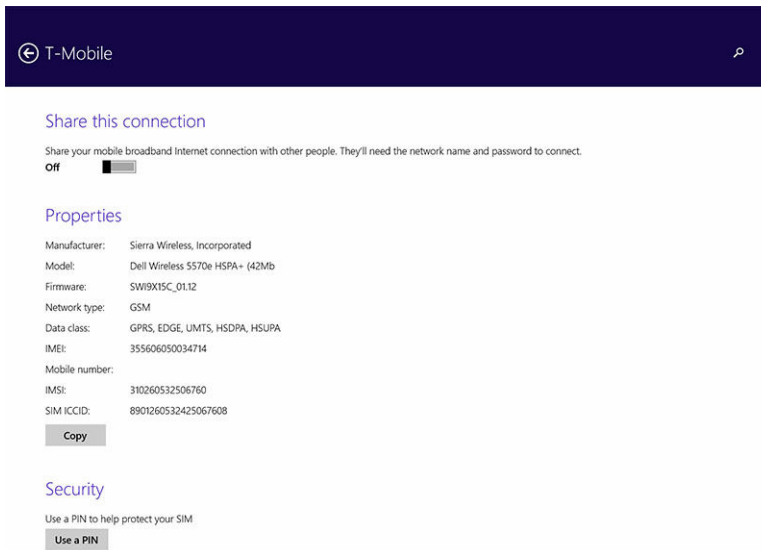 T-Mobile
Share this connection
Share your mobile broadband Internet connection with other people. They'll need the network name and password to connect.
Off
Properties
Manufacturer: Sierra Wireless, Incorporated
Model: Dell Wireless 5570e HSPA+ (42Mb
Firmware: SWI9X15C_01.12
Network type: GSM
Data class: GPRS, EDGE, UMTS, HSDPA, HSUPA
IMEI: 355606050034714
Mobile number:
IMSI: 310260532506760
SIM ICCID: 8901260532425067608
Copy
Security
Use a PIN to help protect your SIM
Use a PIN